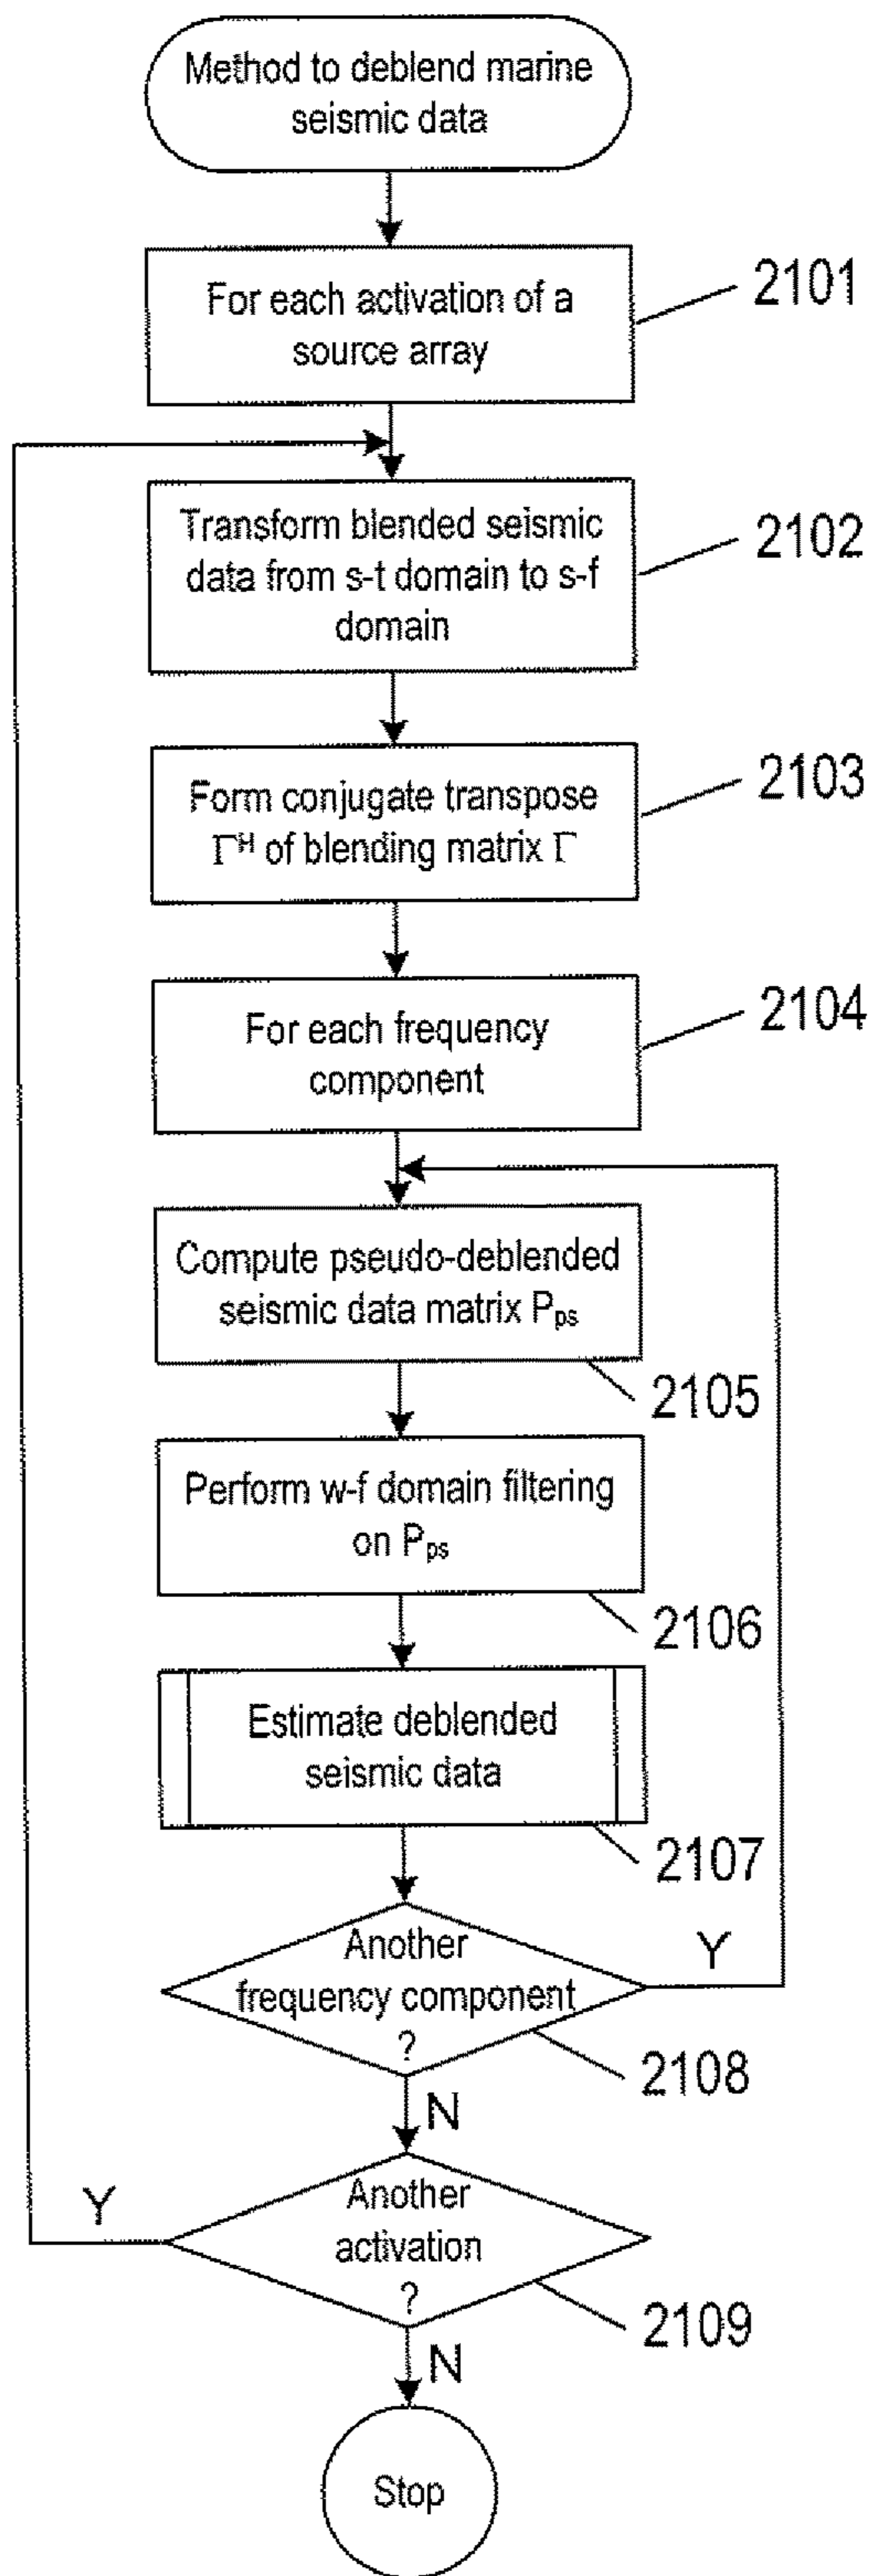 Method to deblend marine
seismic data
For each activation of a
source array
2101
Transform blended seismic
data from s-t domain to s-f
domain
2102
Form conjugate transpose
Γᴴ of blending matrix Γ
2103
For each frequency
component
2104
Compute pseudo-deblended
seismic data matrix Pₚₛ
2105
Perform w-f domain filtering
on Pₚₛ
2106
Estimate deblended
seismic data
2107
Another
frequency component
?
Y
2108
N
Another
activation
?
Y
2109
N
Stop